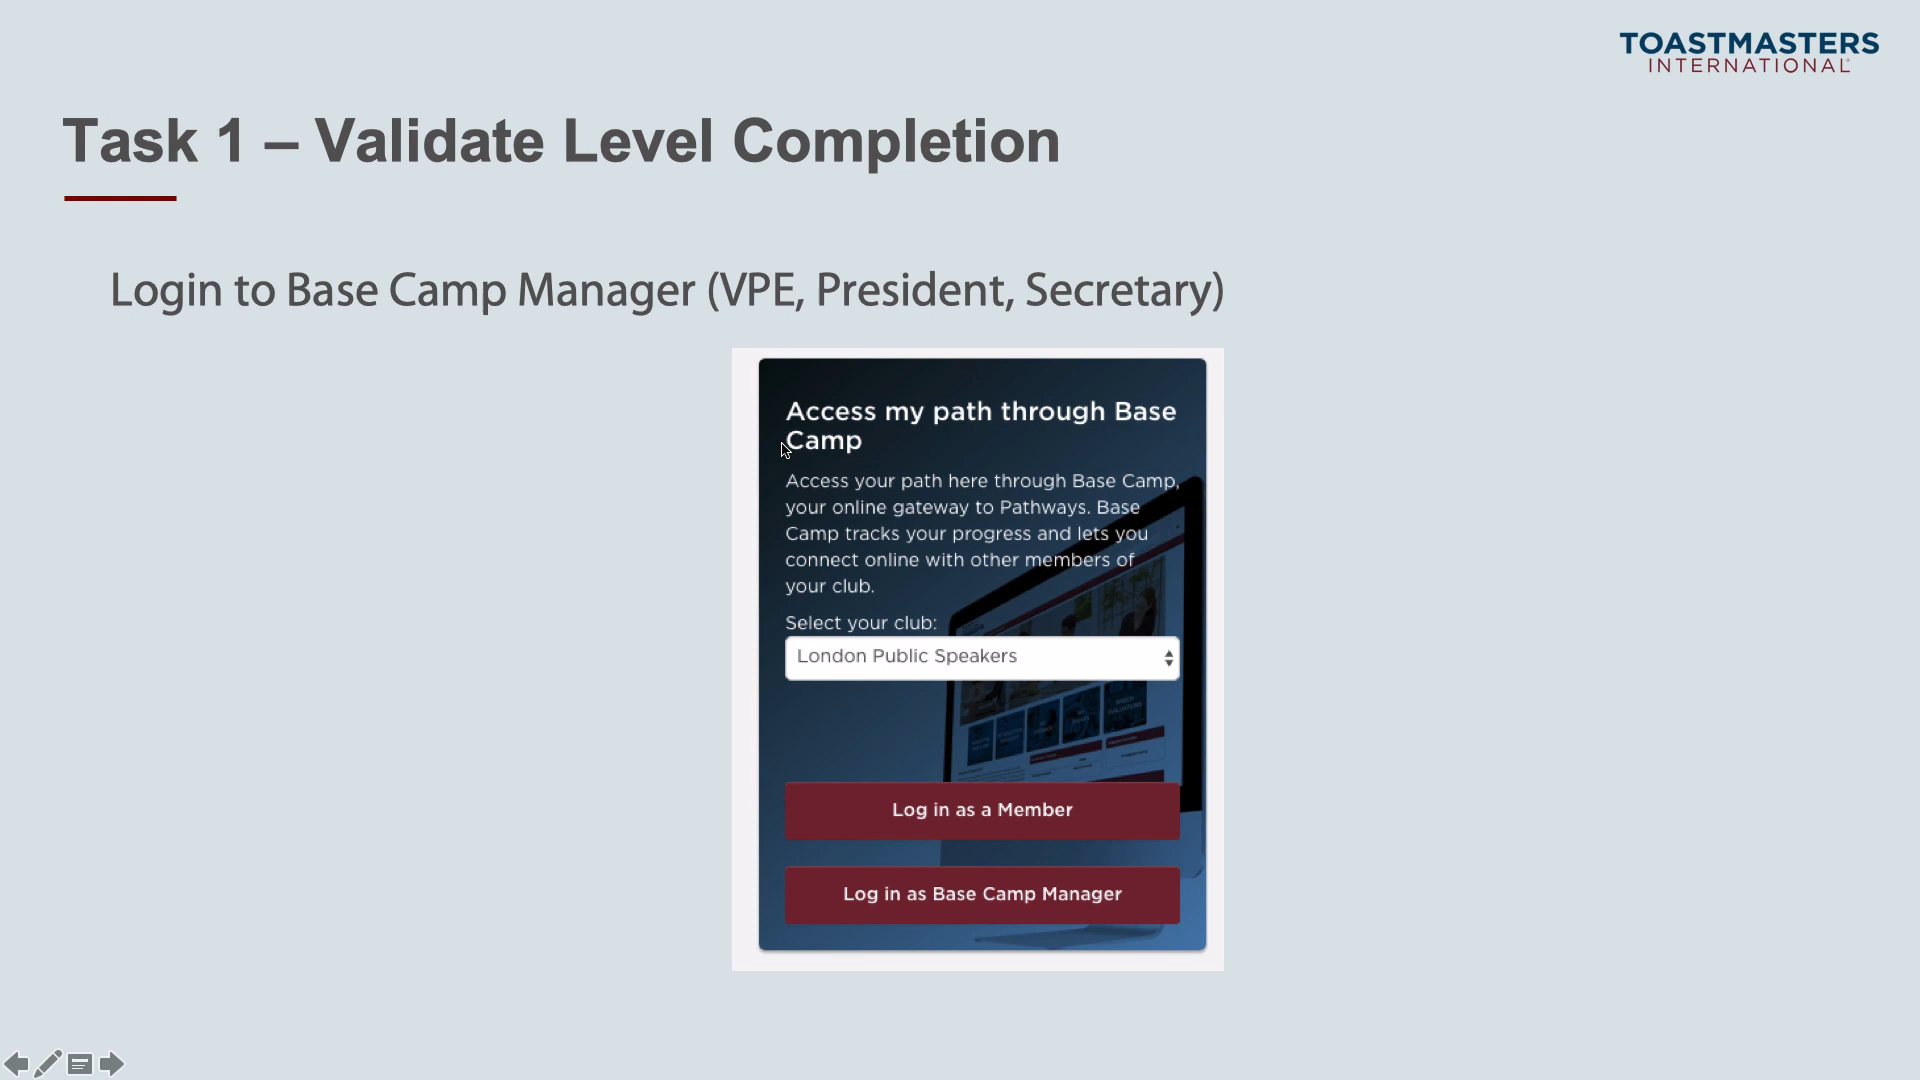 TOASTMASTERS
INTERNATIONAL
Task 1 – Validate Level Completion
Login to Base Camp Manager (VPE, President, Secretary)
Access my path through Base
Camp
Access your path here through Base Camp,
your online gateway to Pathways. Base
Camp tracks your progress and lets you
connect online with other members of
your club.
Select your club:
London Public Speakers
Log in as a Member
Log in as Base Camp Manager